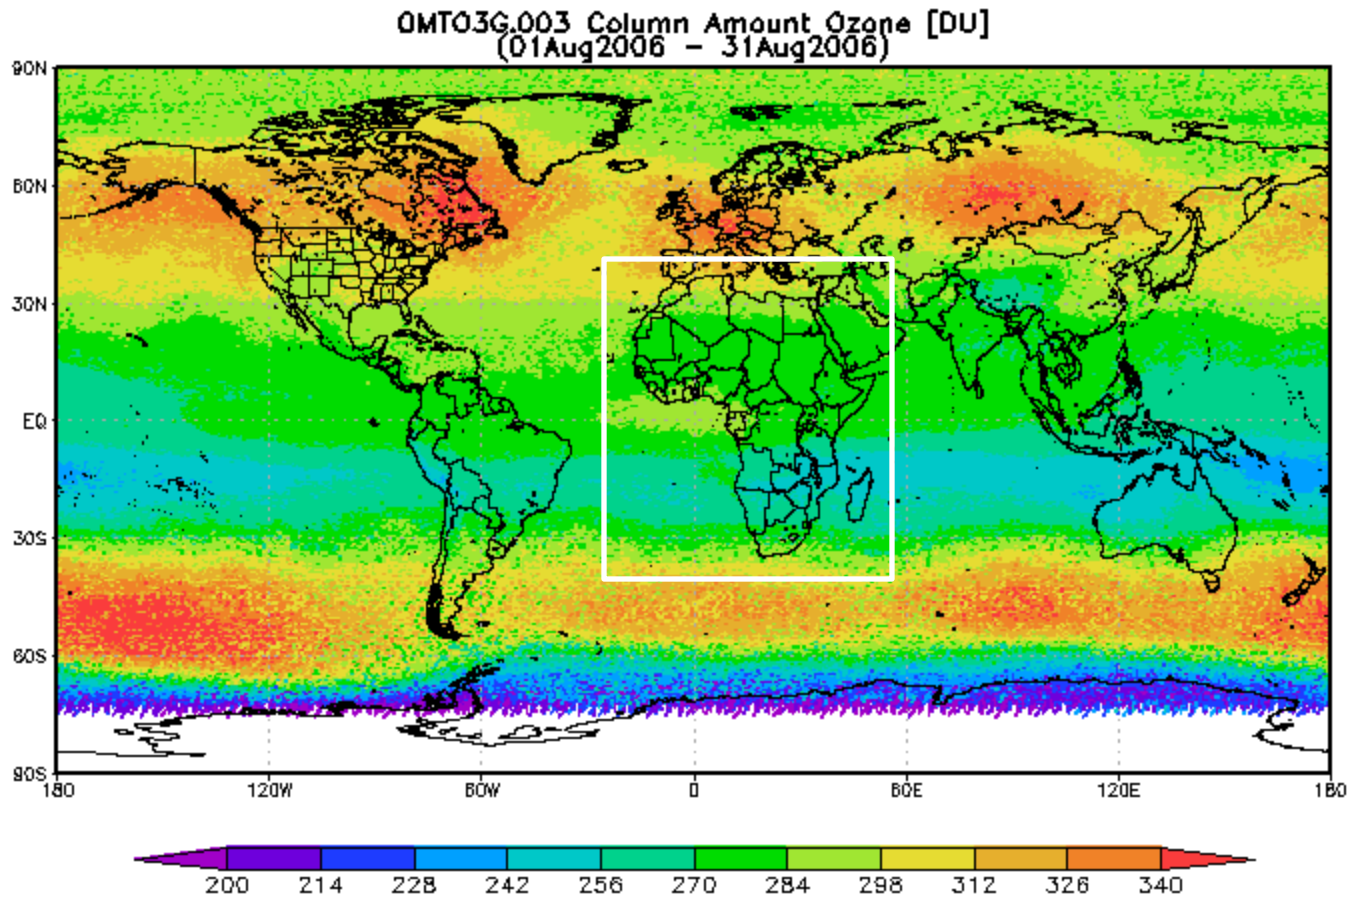 OMTO3G.003 Column Amount Ozone [DU]
(01Aug2006 - 31Aug2006)
90N
60N
30N
EQ
30S
60S
90S
180 120W 60W 0 60E 120E 180
200 214 228 242 256 270 284 298 312 326 340